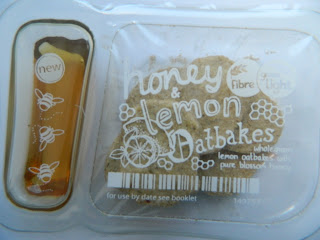 new
honey
&
lemon
Oatbakes
Fibre
Light
wholegrain
lemon oatbakes with
pure blossom honey
for use-by date see booklet